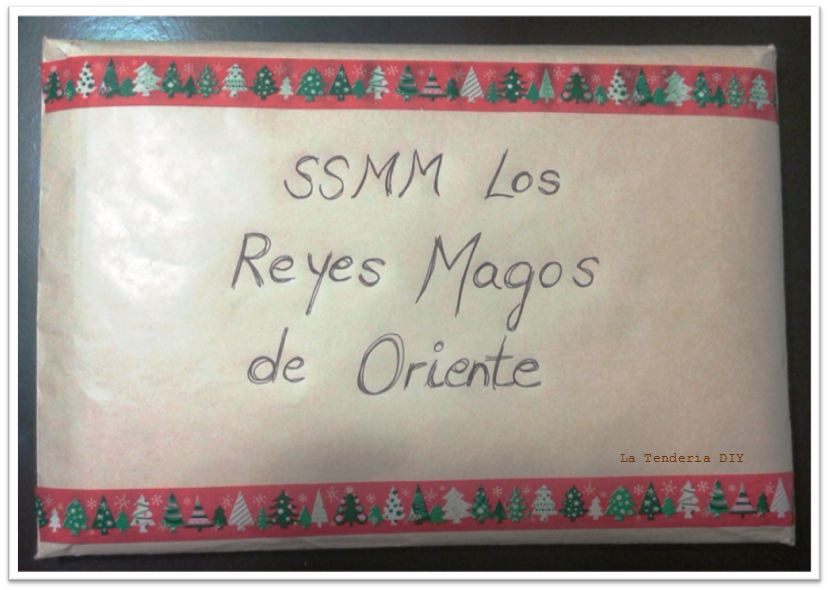 SSMM Los
Reyes Magos
de Oriente
La Tenderia DIY